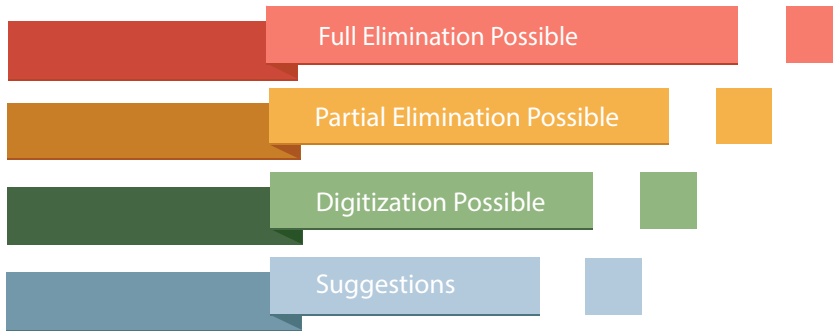 Full Elimination Possible
Partial Elimination Possible
Digitization Possible
Suggestions